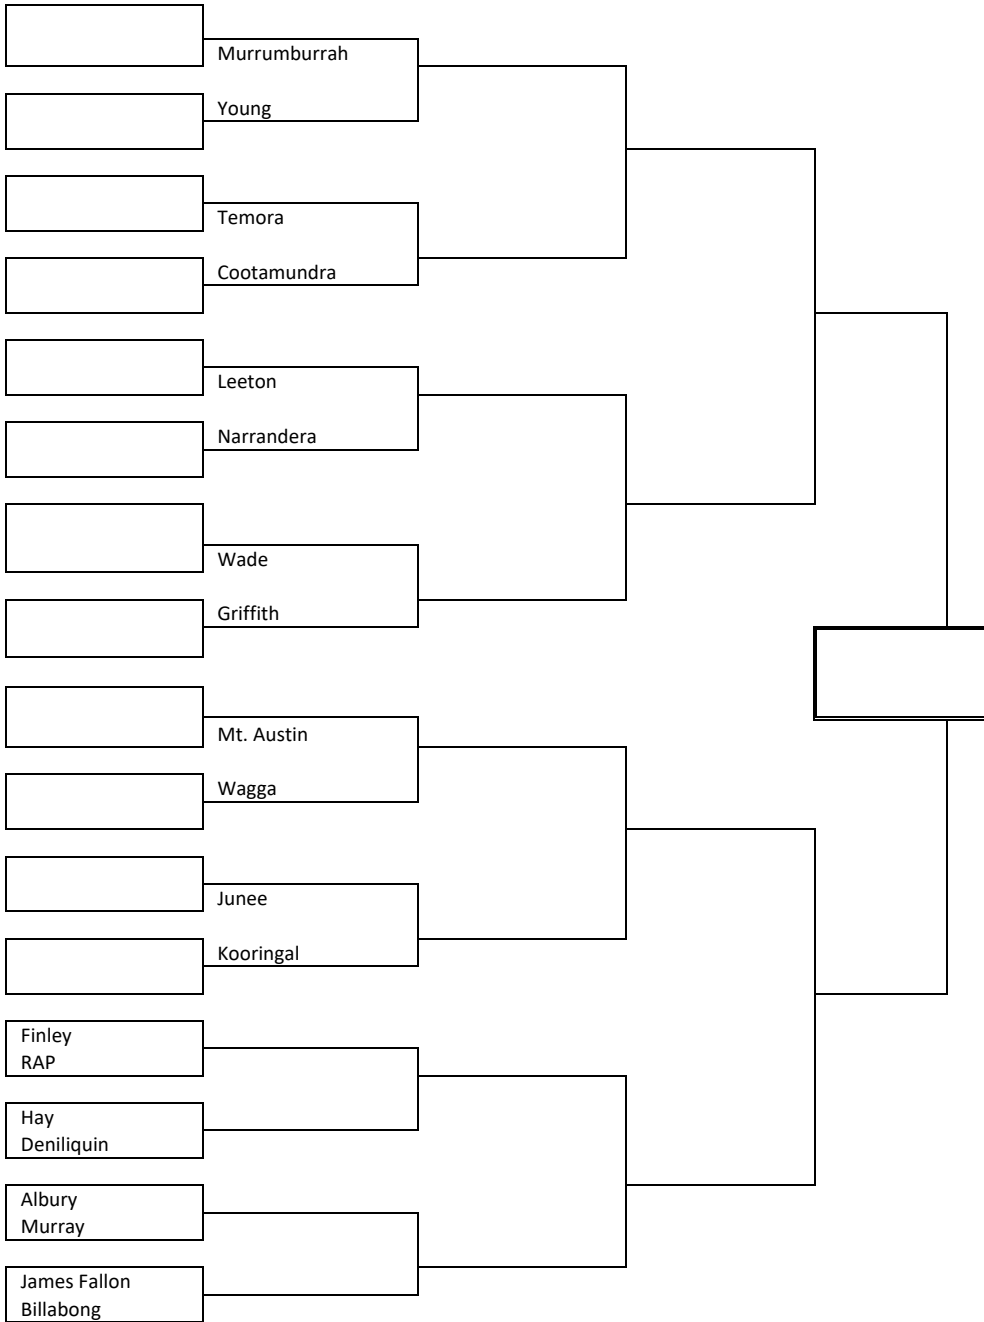 Murrumburrah
Young
Temora
Cootamundra
Leeton
Narrandera
Wade
Griffith
Mt. Austin
Wagga
Junee
Kooringal
Finley
RAP
Hay
Deniliquin
Albury
Murray
James Fallon
Billabong